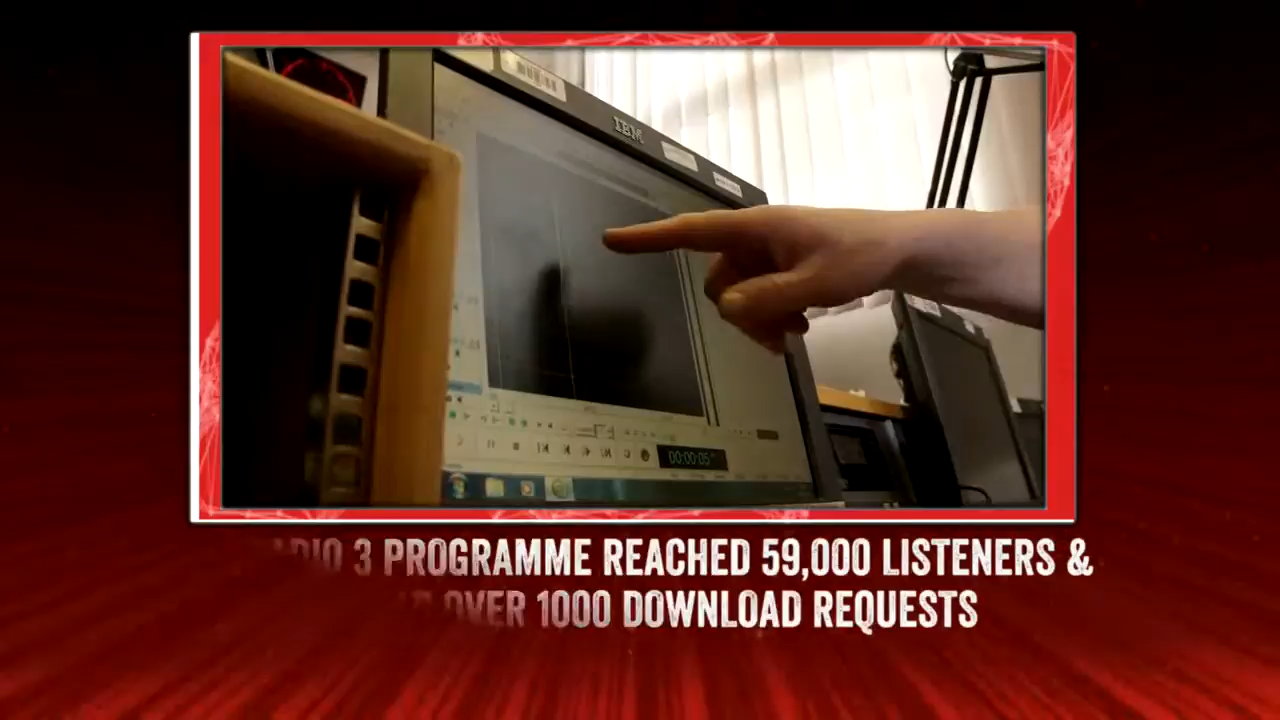 IBM
00:00:05
3 PROGRAMME REACHED 59,000 LISTENERS &
OVER 1000 DOWNLOAD REQUESTS